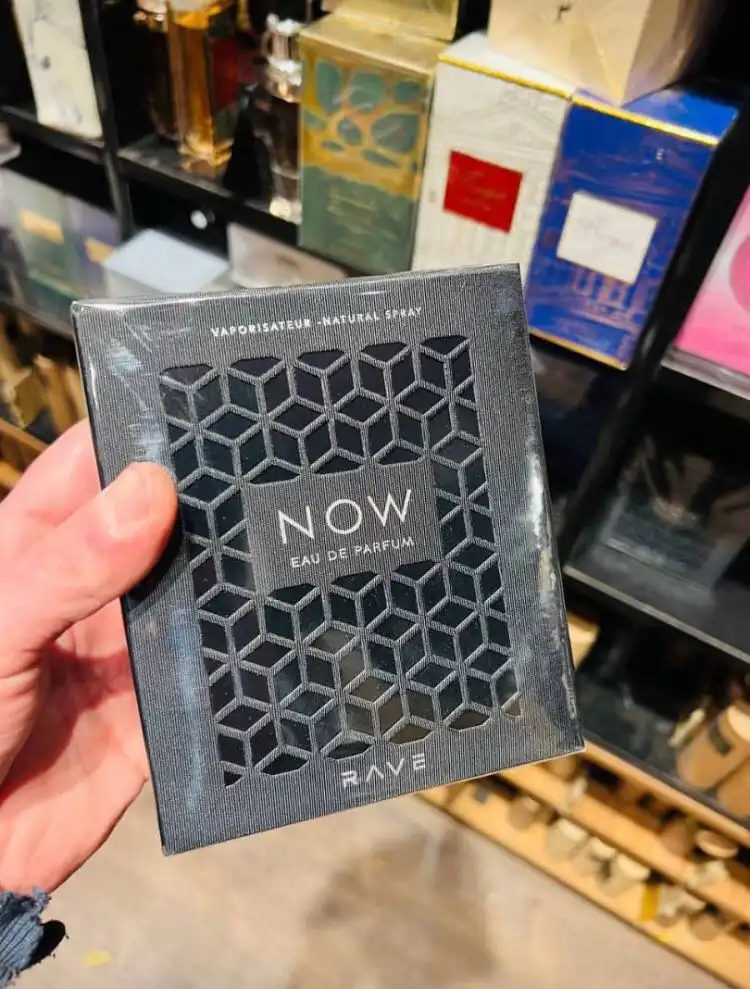 VAPORISATEUR - NATURAL SPRAY
NOW
EAU DE PARFUM
RAVE